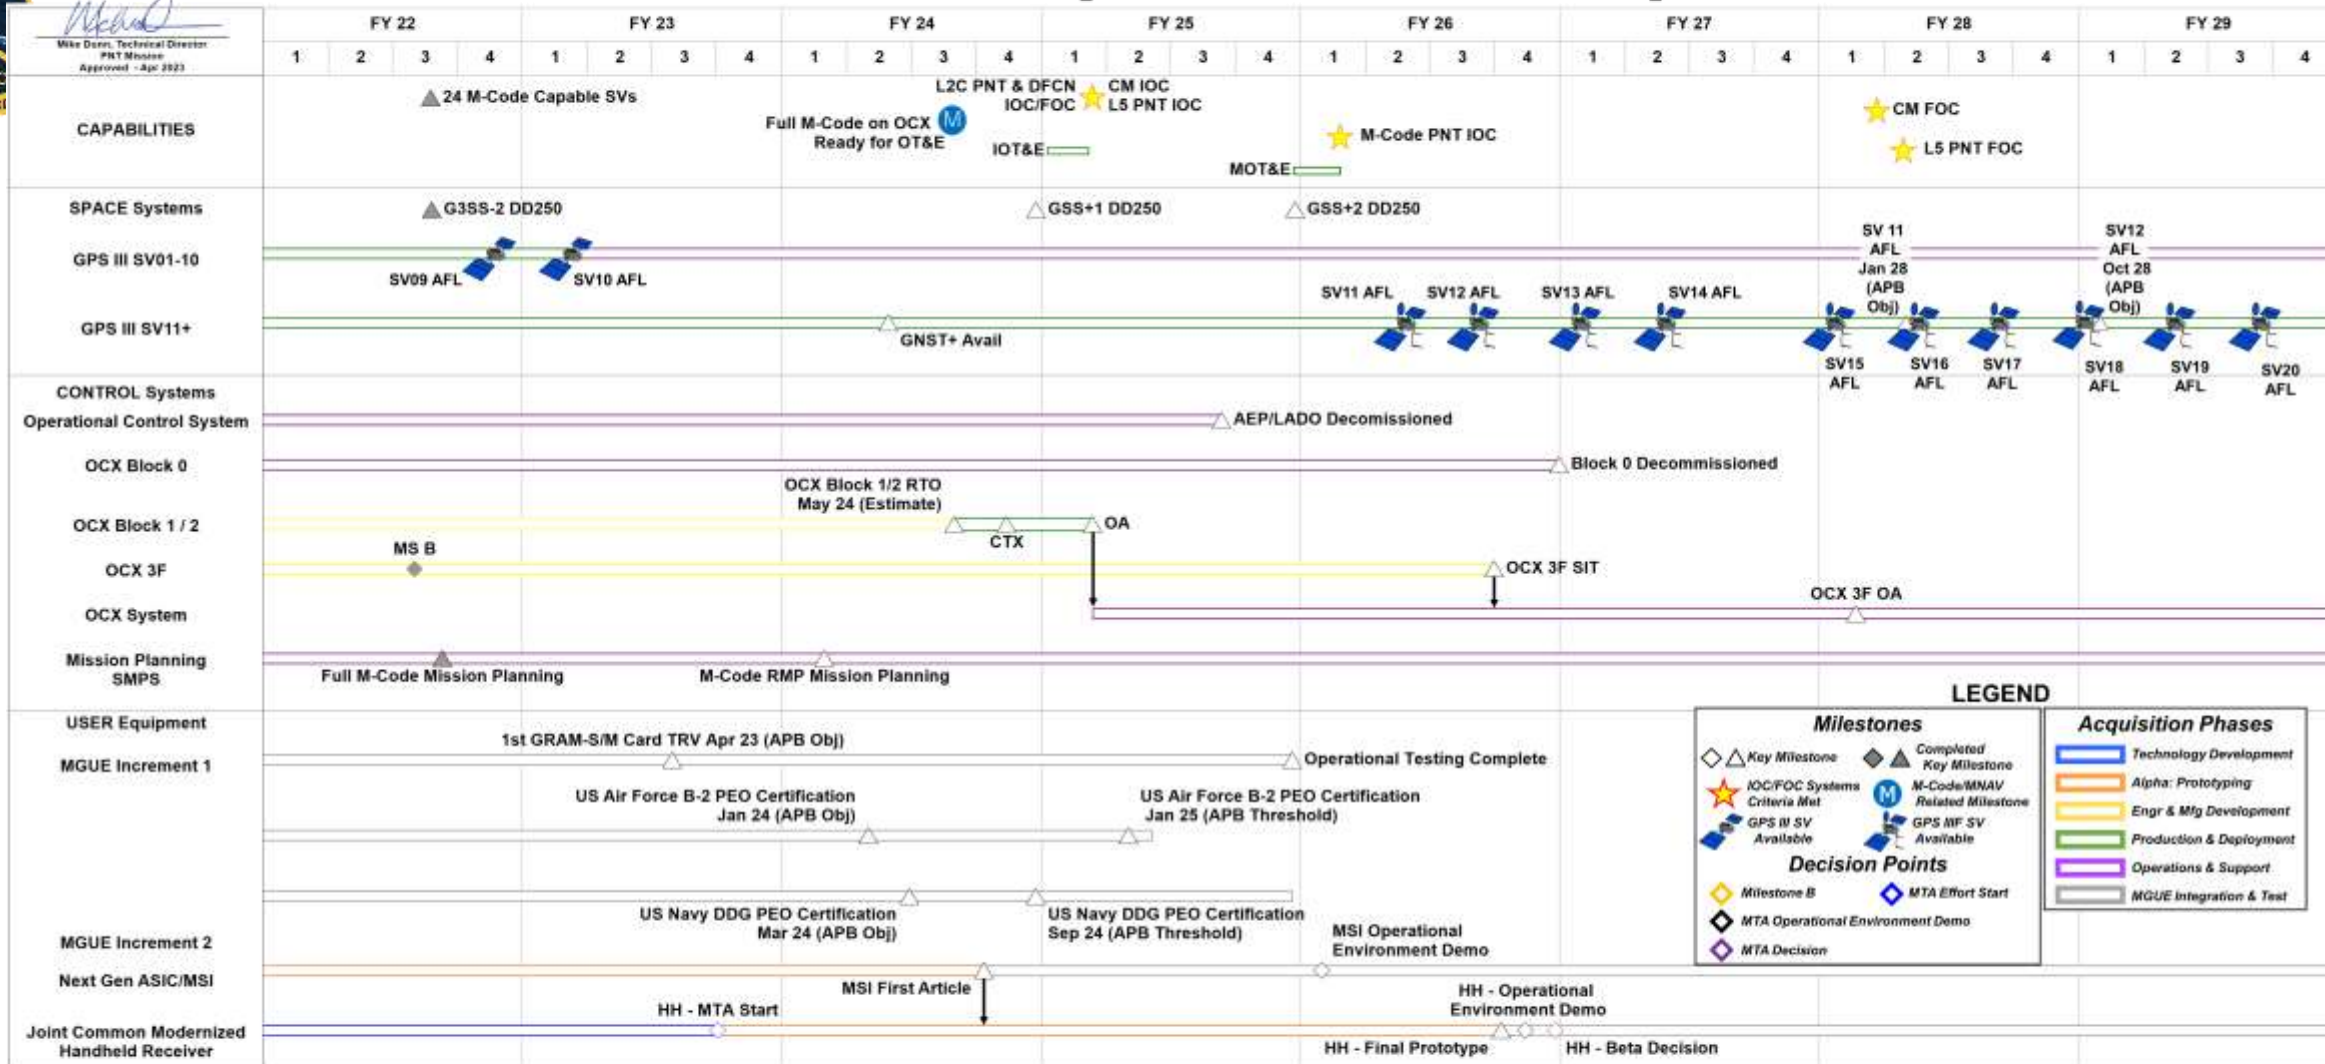 Mike Dunn, Technical Director
PNT Mission
Approved - Apr 2023
FY 22 FY 23 FY 24 FY 25 FY 26 FY 27 FY 28 FY 29
1 2 3 4 1 2 3 4 1 2 3 4 1 2 3 4 1 2 3 4 1 2 3 4 1 2 3 4 1 2 3 4
CAPABILITIES
24 M-Code Capable SVs
Full M-Code on OCX
Ready for OT&E
M
L2C PNT & DFCN
IOC/FOC
CM IOC
L5 PNT IOC
IOT&E
MOT&E
M-Code PNT IOC
CM FOC
L5 PNT FOC
SPACE Systems
G3SS-2 DD250
GSS+1 DD250
GSS+2 DD250
GPS III SV01-10
SV09 AFL
SV10 AFL
SV 11
AFL
Jan 28
(APB
Obj)
SV12
AFL
Oct 28
(APB
Obj)
GPS III SV11+
GNST+ Avail
SV11 AFL
SV12 AFL
SV13 AFL
SV14 AFL
SV15
AFL
SV16
AFL
SV17
AFL
SV18
AFL
SV19
AFL
SV20
AFL
CONTROL Systems
Operational Control System
AEP/LADO Decomissioned
OCX Block 0
Block 0 Decommissioned
OCX Block 1/2 RTO
May 24 (Estimate)
OCX Block 1 / 2
CTX
OA
MS B
OCX 3F
OCX 3F SIT
OCX System
OCX 3F OA
Mission Planning
SMPS
Full M-Code Mission Planning
M-Code RMP Mission Planning
USER Equipment
1st GRAM-S/M Card TRV Apr 23 (APB Obj)
MGUE Increment 1
Operational Testing Complete
US Air Force B-2 PEO Certification
Jan 24 (APB Obj)
US Air Force B-2 PEO Certification
Jan 25 (APB Threshold)
US Navy DDG PEO Certification
Mar 24 (APB Obj)
US Navy DDG PEO Certification
Sep 24 (APB Threshold)
MGUE Increment 2
MSI Operational
Environment Demo
Next Gen ASIC/MSI
MSI First Article
HH - MTA Start
HH - Operational
Environment Demo
Joint Common Modernized
Handheld Receiver
HH - Final Prototype
HH - Beta Decision
LEGEND
Milestones
Key Milestone
Completed
Key Milestone
IOC/FOC Systems
Criteria Met
M
M-Code/MNAV
Related Milestone
GPS III SV
Available
GPS IIIF SV
Available
Decision Points
Milestone B
MTA Effort Start
MTA Operational Environment Demo
MTA Decision
Acquisition Phases
Technology Development
Alpha: Prototyping
Engr & Mfg Development
Production & Deployment
Operations & Support
MGUE Integration & Test